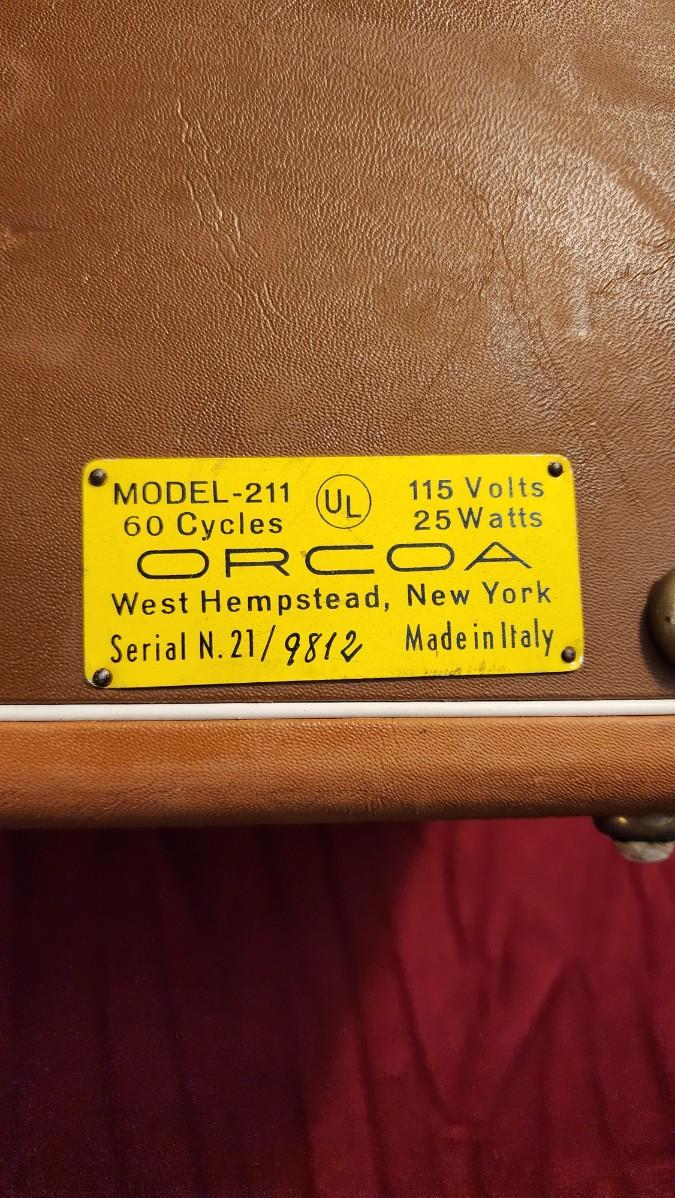 MODEL-211 UL 115 Volts
60 Cycles 25 Watts
ORCOA
West Hempstead, New York
Serial N. 21/9812 Made in Italy